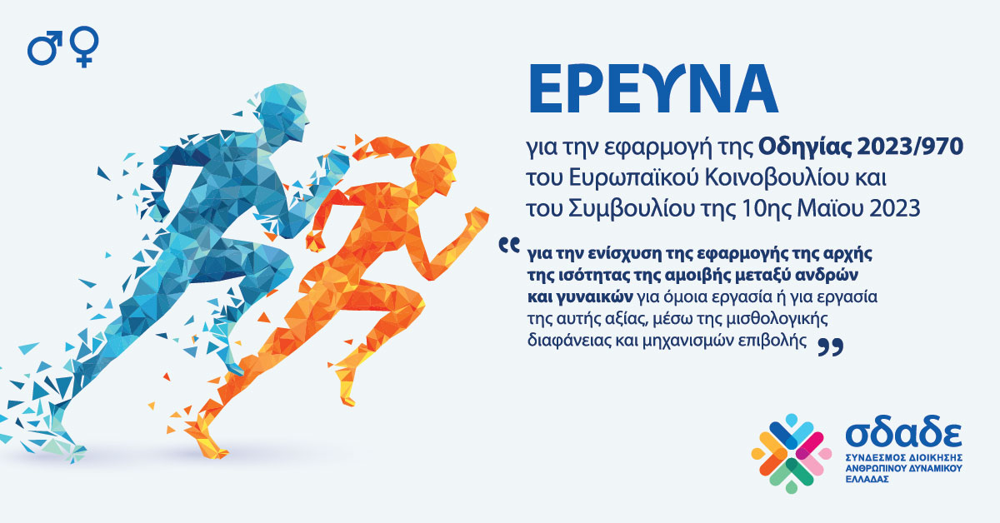 ΕΡΕΥΝΑ
για την εφαρμογή της Οδηγίας 2023/970
του Ευρωπαϊκού Κοινοβουλίου και
του Συμβουλίου της 10ης Μαΐου 2023
“ για την ενίσχυση της εφαρμογής της αρχής
της ισότητας της αμοιβής μεταξύ ανδρών
και γυναικών για όμοια εργασία ή για εργασία
της αυτής αξίας, μέσω της μισθολογικής
διαφάνειας και μηχανισμών επιβολής ”
σδαδε
ΣΥΝΔΕΣΜΟΣ ΔΙΟΙΚΗΣΗΣ
ΑΝΘΡΩΠΙΝΟΥ ΔΥΝΑΜΙΚΟΥ
ΕΛΛΑΔΑΣ